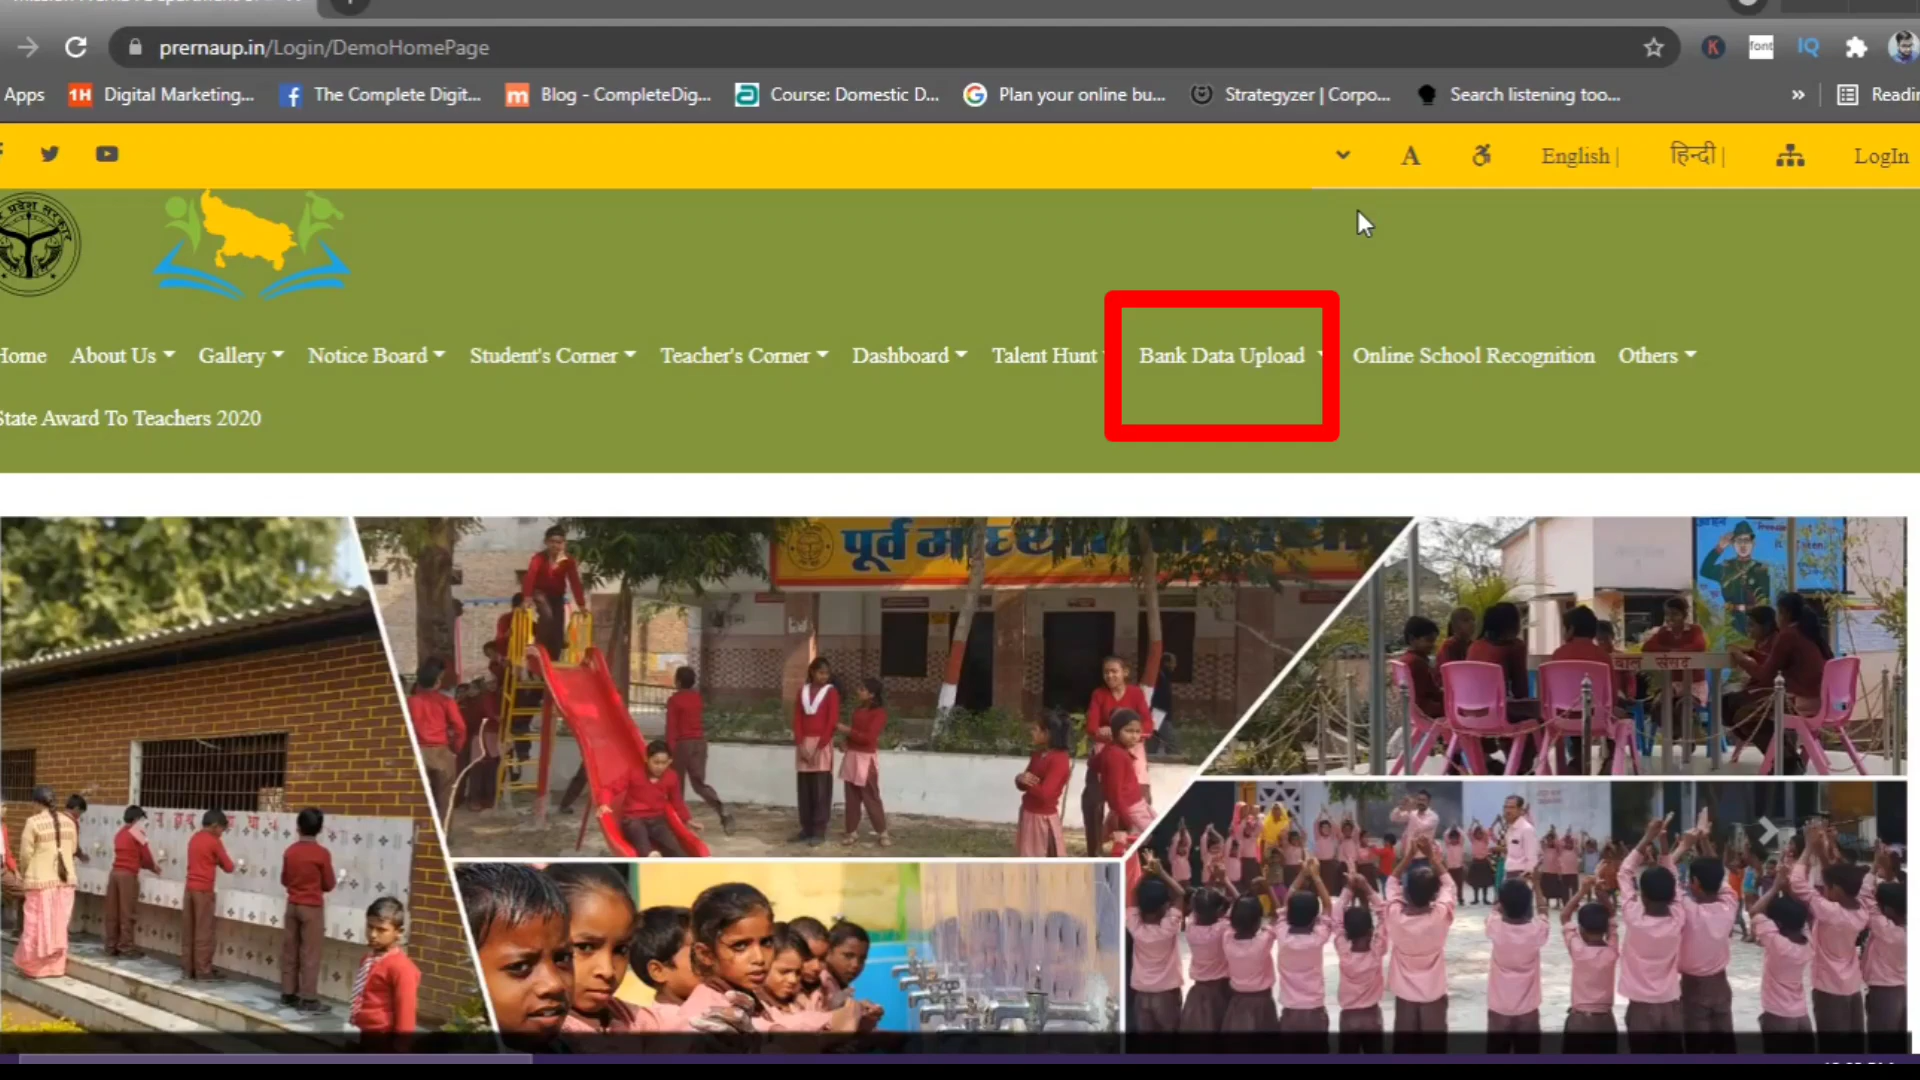 prernaup.in/Login/DemoHomePage
Apps Digital Marketing... The Complete Digit... Blog - CompleteDig... Course: Domestic D... Plan your online bu... Strategyzer | Corpo... Search listening too... »
A English | हिन्दी | LogIn
Home About Us Gallery Notice Board Student's Corner Teacher's Corner Dashboard Talent Hunt Bank Data Upload Online School Recognition Others
State Award To Teachers 2020